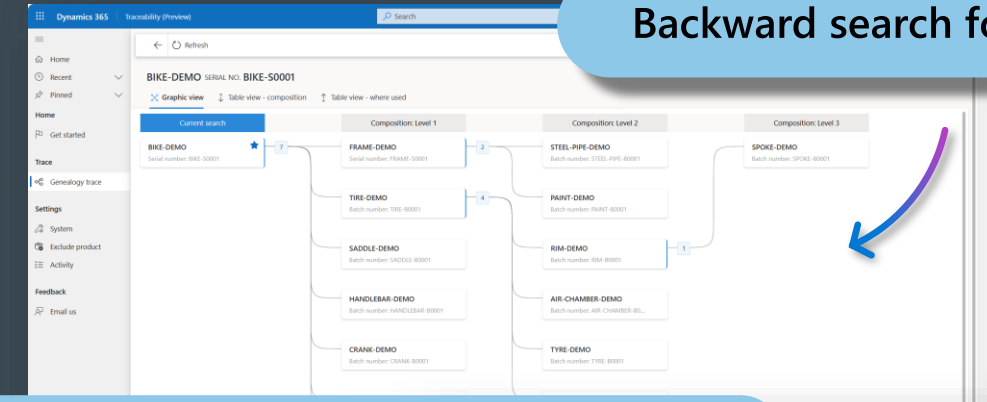 Backward search fo
Dynamics 365 Traceability (Preview) Search
Refresh
Home
Recent
Pinned
Home
Get started
Trace
Genealogy trace
Settings
System
Exclude product
Activity
Feedback
Email us
BIKE-DEMO SERIAL NO. BIKE-S0001
Graphic view Table view - composition Table view - where used
Current search Composition: Level 1 Composition: Level 2 Composition: Level 3
BIKE-DEMO
Serial number: BIKE-S0001
7
FRAME-DEMO
Serial number: FRAME-S0001
2
STEEL-PIPE-DEMO
Batch number: STEEL-PIPE-B0001
SPOKE-DEMO
Batch number: SPOKE-B0001
TIRE-DEMO
Batch number: TIRE-B0001
4
PAINT-DEMO
Batch number: PAINT-B0001
SADDLE-DEMO
Batch number: SADDLE-B0001
RIM-DEMO
Batch number: RIM-B0001
1
HANDLEBAR-DEMO
Batch number: HANDLEBAR-B0001
AIR-CHAMBER-DEMO
Batch number: AIR-CHAMBER-B0...
CRANK-DEMO
Batch number: CRANK-B0001
TYRE-DEMO
Batch number: TYRE-B0001